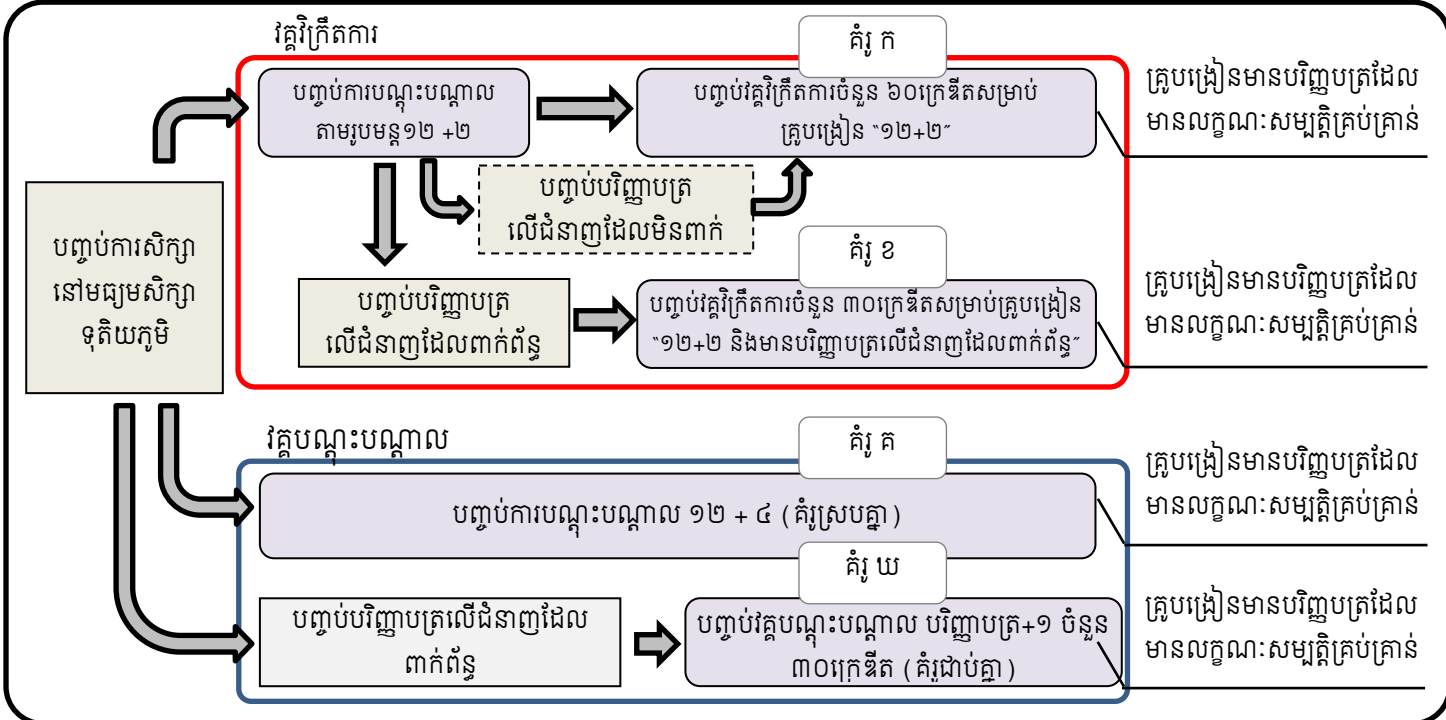 វគ្គវិក្រឹតការ
គំរូ ក
បញ្ចប់ការបណ្តុះបណ្តាល
តាមរូបមន្ត១២ +២
បញ្ចប់វគ្គវិក្រឹតការចំនួន ៦០ក្រេឌីតសម្រាប់
គ្រូបង្រៀន “១២+២”
គ្រូបង្រៀនមានបរិញ្ញបត្រដែល
មានលក្ខណៈសម្បត្តិគ្រប់គ្រាន់
បញ្ចប់បរិញ្ញាបត្រ
លើជំនាញដែលមិនពាក់
បញ្ចប់ការសិក្សា
នៅមធ្យមសិក្សា
ទុតិយភូមិ
គំរូ ខ
បញ្ចប់បរិញ្ញាបត្រ
លើជំនាញដែលពាក់ព័ន្ធ
បញ្ចប់វគ្គវិក្រឹតការចំនួន ៣០ក្រេឌីតសម្រាប់គ្រូបង្រៀន
“១២+២ និងមានបរិញ្ញាបត្រលើជំនាញដែលពាក់ព័ន្ធ”
គ្រូបង្រៀនមានបរិញ្ញបត្រដែល
មានលក្ខណៈសម្បត្តិគ្រប់គ្រាន់
វគ្គបណ្តុះបណ្តាល
គំរូ គ
បញ្ចប់ការបណ្តុះបណ្តាល ១២ + ៤ (គំរូស្របគ្នា)
គ្រូបង្រៀនមានបរិញ្ញបត្រដែល
មានលក្ខណៈសម្បត្តិគ្រប់គ្រាន់
គំរូ ឃ
បញ្ចប់បរិញ្ញាបត្រលើជំនាញដែល
ពាក់ព័ន្ធ
បញ្ចប់វគ្គបណ្តុះបណ្តាល បរិញ្ញាបត្រ+១ ចំនួន
៣០ក្រេឌីត (គំរូជាប់គ្នា)
គ្រូបង្រៀនមានបរិញ្ញបត្រដែល
មានលក្ខណៈសម្បត្តិគ្រប់គ្រាន់